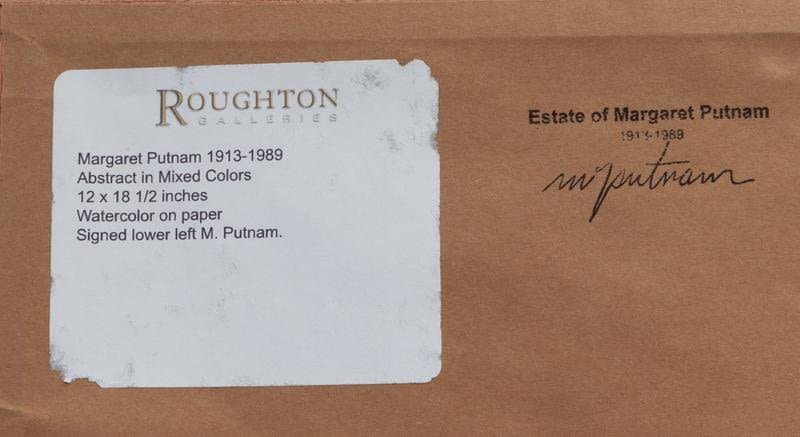 ROUGHTON
GALLERIES
Margaret Putnam 1913-1989
Abstract in Mixed Colors
12 x 18 1/2 inches
Watercolor on paper
Signed lower left M. Putnam.
Estate of Margaret Putnam
1913-1989
m putnam